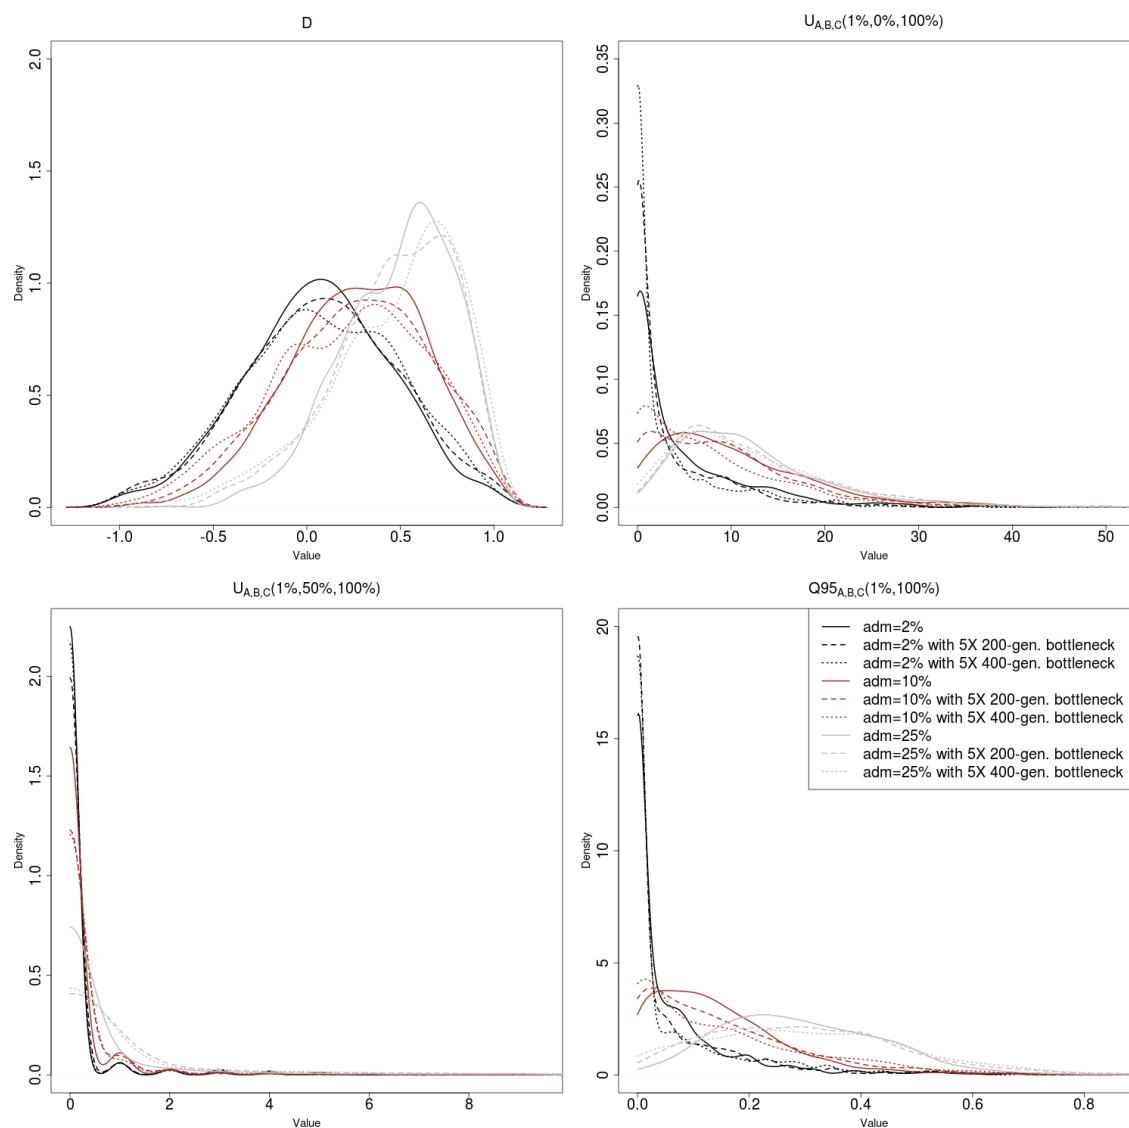 D
2.0
1.5
1.0
0.5
0.0
Density
-1.0 -0.5 0.0 0.5 1.0
Value
U_A,B,C(1%,0%,100%)
0.35
0.30
0.25
0.20
0.15
0.10
0.05
0.00
Density
0 10 20 30 40 50
Value
U_A,B,C(1%,50%,100%)
2.0
1.5
1.0
0.5
0.0
Density
0 2 4 6 8
Value
Q95_A,B,C(1%,100%)
20
15
10
5
0
Density
0.0 0.2 0.4 0.6 0.8
Value
adm=2%
adm=2% with 5X 200-gen. bottleneck
adm=2% with 5X 400-gen. bottleneck
adm=10%
adm=10% with 5X 200-gen. bottleneck
adm=10% with 5X 400-gen. bottleneck
adm=25%
adm=25% with 5X 200-gen. bottleneck
adm=25% with 5X 400-gen. bottleneck